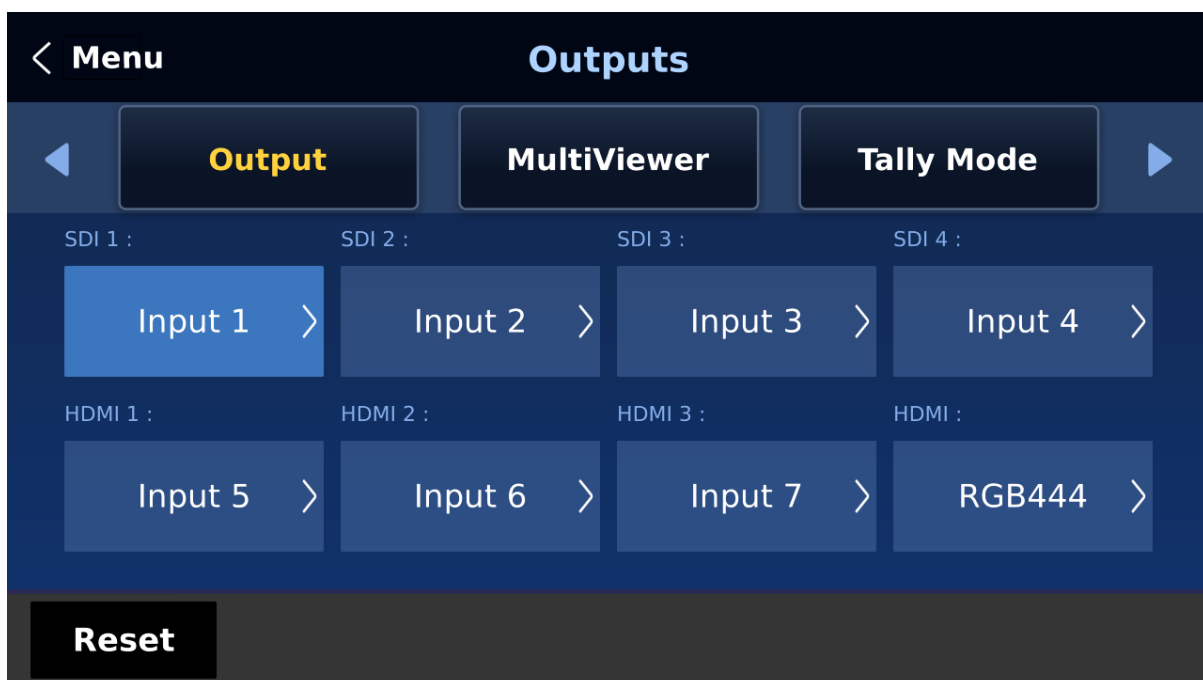 Menu
Outputs
Output
MultiViewer
Tally Mode
SDI 1 :
SDI 2 :
SDI 3 :
SDI 4 :
Input 1
Input 2
Input 3
Input 4
HDMI 1 :
HDMI 2 :
HDMI 3 :
HDMI :
Input 5
Input 6
Input 7
RGB444
Reset